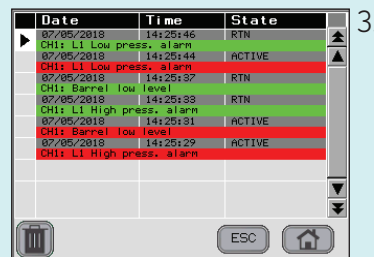 Date Time State
07/05/2018 14:25:46 RTN
CH1: L1 Low press. alarm
07/05/2018 14:25:44 ACTIVE
CH1: L1 Low press. alarm
07/05/2018 14:25:37 RTN
CH1: Barrel low level
07/05/2018 14:25:33 RTN
CH1: L1 High press. alarm
07/05/2018 14:25:31 ACTIVE
CH1: Barrel low level
07/05/2018 14:25:29 ACTIVE
CH1: L1 High press. alarm
ESC
3